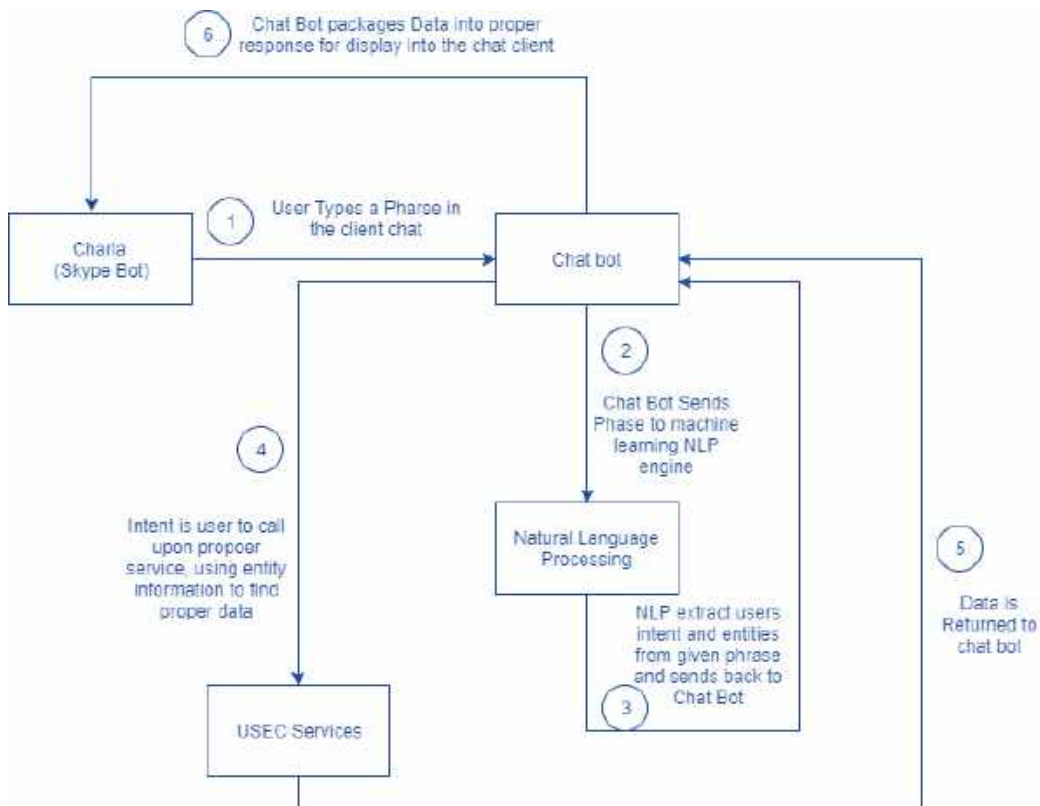 6
Chat Bot packages Data into proper
response for display into the chat client
1
User Types a Pharse in
the client chat
Charla
(Skype Bot)
Chat bot
2
Chat Bot Sends
Phase to machine
learning NLP
engine
4
Intent is user to call
upon propoer
service, using entity
information to find
proper data
Natural Language
Processing
5
Data is
Returned to
chat bot
NLP extract users
intent and entities
from given phrase
and sends back to
Chat Bot
3
USEC Services